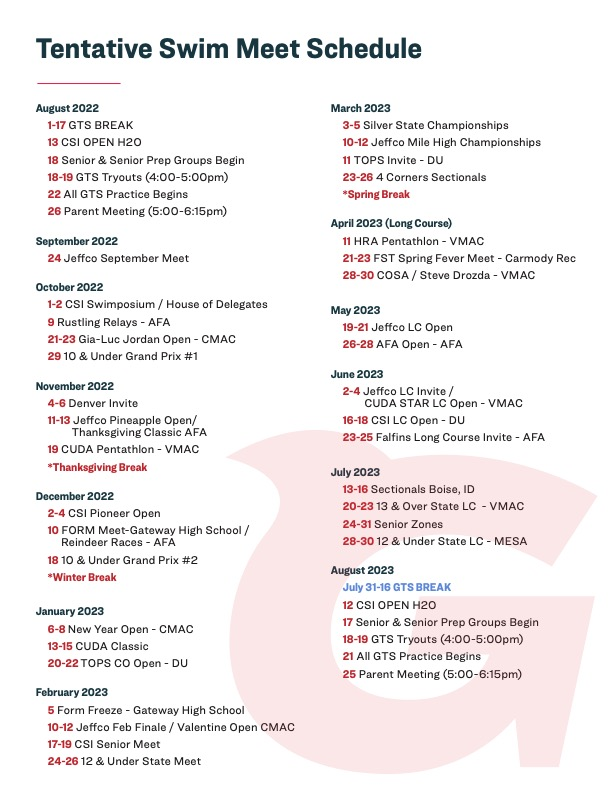 Tentative Swim Meet Schedule
August 2022
1-17 GTS BREAK
13 CSI OPEN H2O
18 Senior & Senior Prep Groups Begin
18-19 GTS Tryouts (4:00-5:00pm)
22 All GTS Practice Begins
26 Parent Meeting (5:00-6:15pm)
September 2022
24 Jeffco September Meet
October 2022
1-2 CSI Swimposium / House of Delegates
9 Rustling Relays - AFA
21-23 Gia-Luc Jordan Open - CMAC
29 10 & Under Grand Prix #1
November 2022
4-6 Denver Invite
11-13 Jeffco Pineapple Open/
Thanksgiving Classic AFA
19 CUDA Pentathlon - VMAC
*Thanksgiving Break
December 2022
2-4 CSI Pioneer Open
10 FORM Meet-Gateway High School /
Reindeer Races - AFA
18 10 & Under Grand Prix #2
*Winter Break
January 2023
6-8 New Year Open - CMAC
13-15 CUDA Classic
20-22 TOPS CO Open - DU
February 2023
5 Form Freeze - Gateway High School
10-12 Jeffco Feb Finale / Valentine Open CMAC
17-19 CSI Senior Meet
24-26 12 & Under State Meet
March 2023
3-5 Silver State Championships
10-12 Jeffco Mile High Championships
11 TOPS Invite - DU
23-26 4 Corners Sectionals
*Spring Break
April 2023 (Long Course)
11 HRA Pentathlon - VMAC
21-23 FST Spring Fever Meet - Carmody Rec
28-30 COSA / Steve Drozda - VMAC
May 2023
19-21 Jeffco LC Open
26-28 AFA Open - AFA
June 2023
2-4 Jeffco LC Invite /
CUDA STAR LC Open - VMAC
16-18 CSI LC Open - DU
23-25 Falfins Long Course Invite - AFA
July 2023
13-16 Sectionals Boise, ID
20-23 13 & Over State LC - VMAC
24-31 Senior Zones
28-30 12 & Under State LC - MESA
August 2023
July 31-16 GTS BREAK
12 CSI OPEN H2O
17 Senior & Senior Prep Groups Begin
18-19 GTS Tryouts (4:00-5:00pm)
21 All GTS Practice Begins
25 Parent Meeting (5:00-6:15pm)